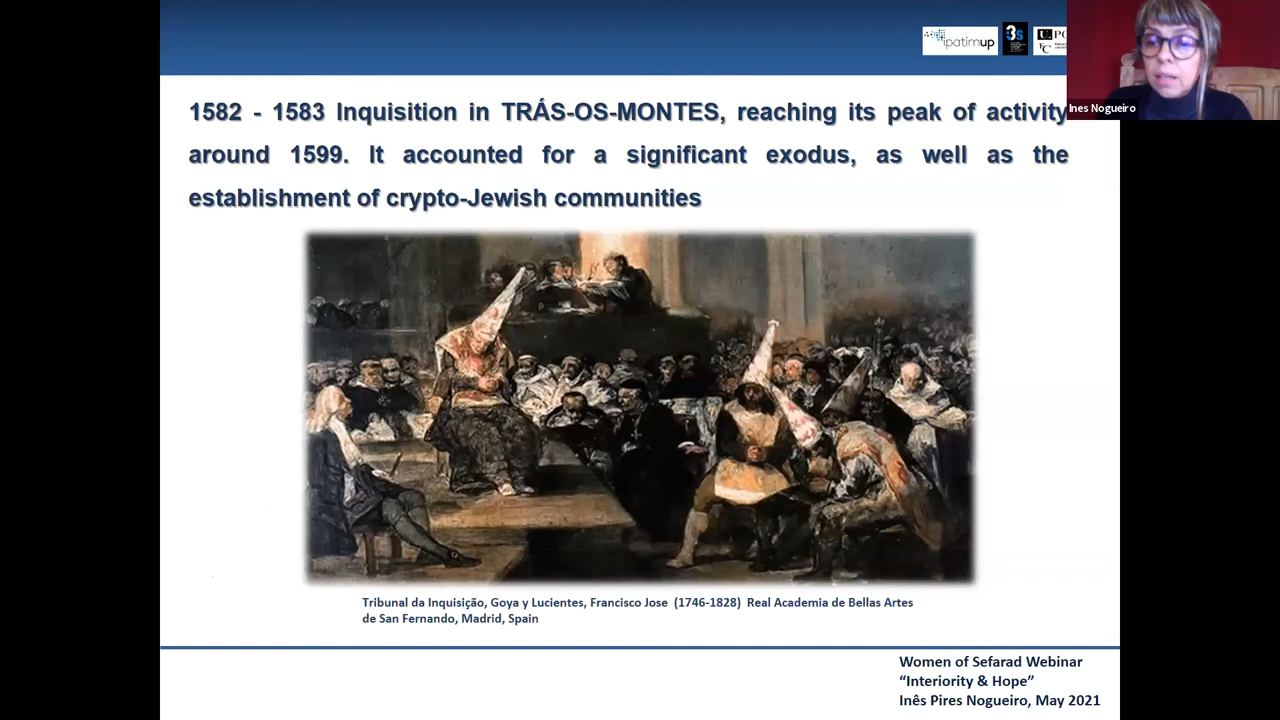 ipatimup
3s
Ines Nogueiro
1582 - 1583 Inquisition in TRÁS-OS-MONTES, reaching its peak of activity
around 1599. It accounted for a significant exodus, as well as the
establishment of crypto-Jewish communities
Tribunal da Inquisição, Goya y Lucientes, Francisco Jose (1746-1828) Real Academia de Bellas Artes
de San Fernando, Madrid, Spain
Women of Sefarad Webinar
“Interiority & Hope”
Inês Pires Nogueiro, May 2021